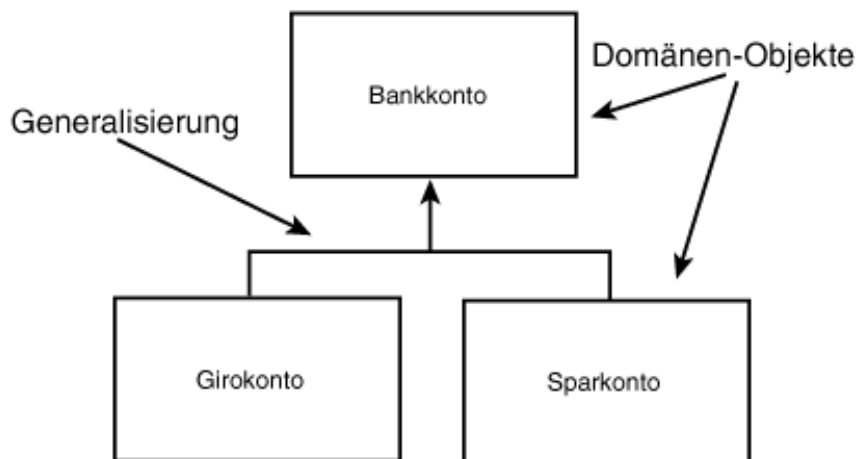 Domänen-Objekte
Bankkonto
Generalisierung
Girokonto
Sparkonto